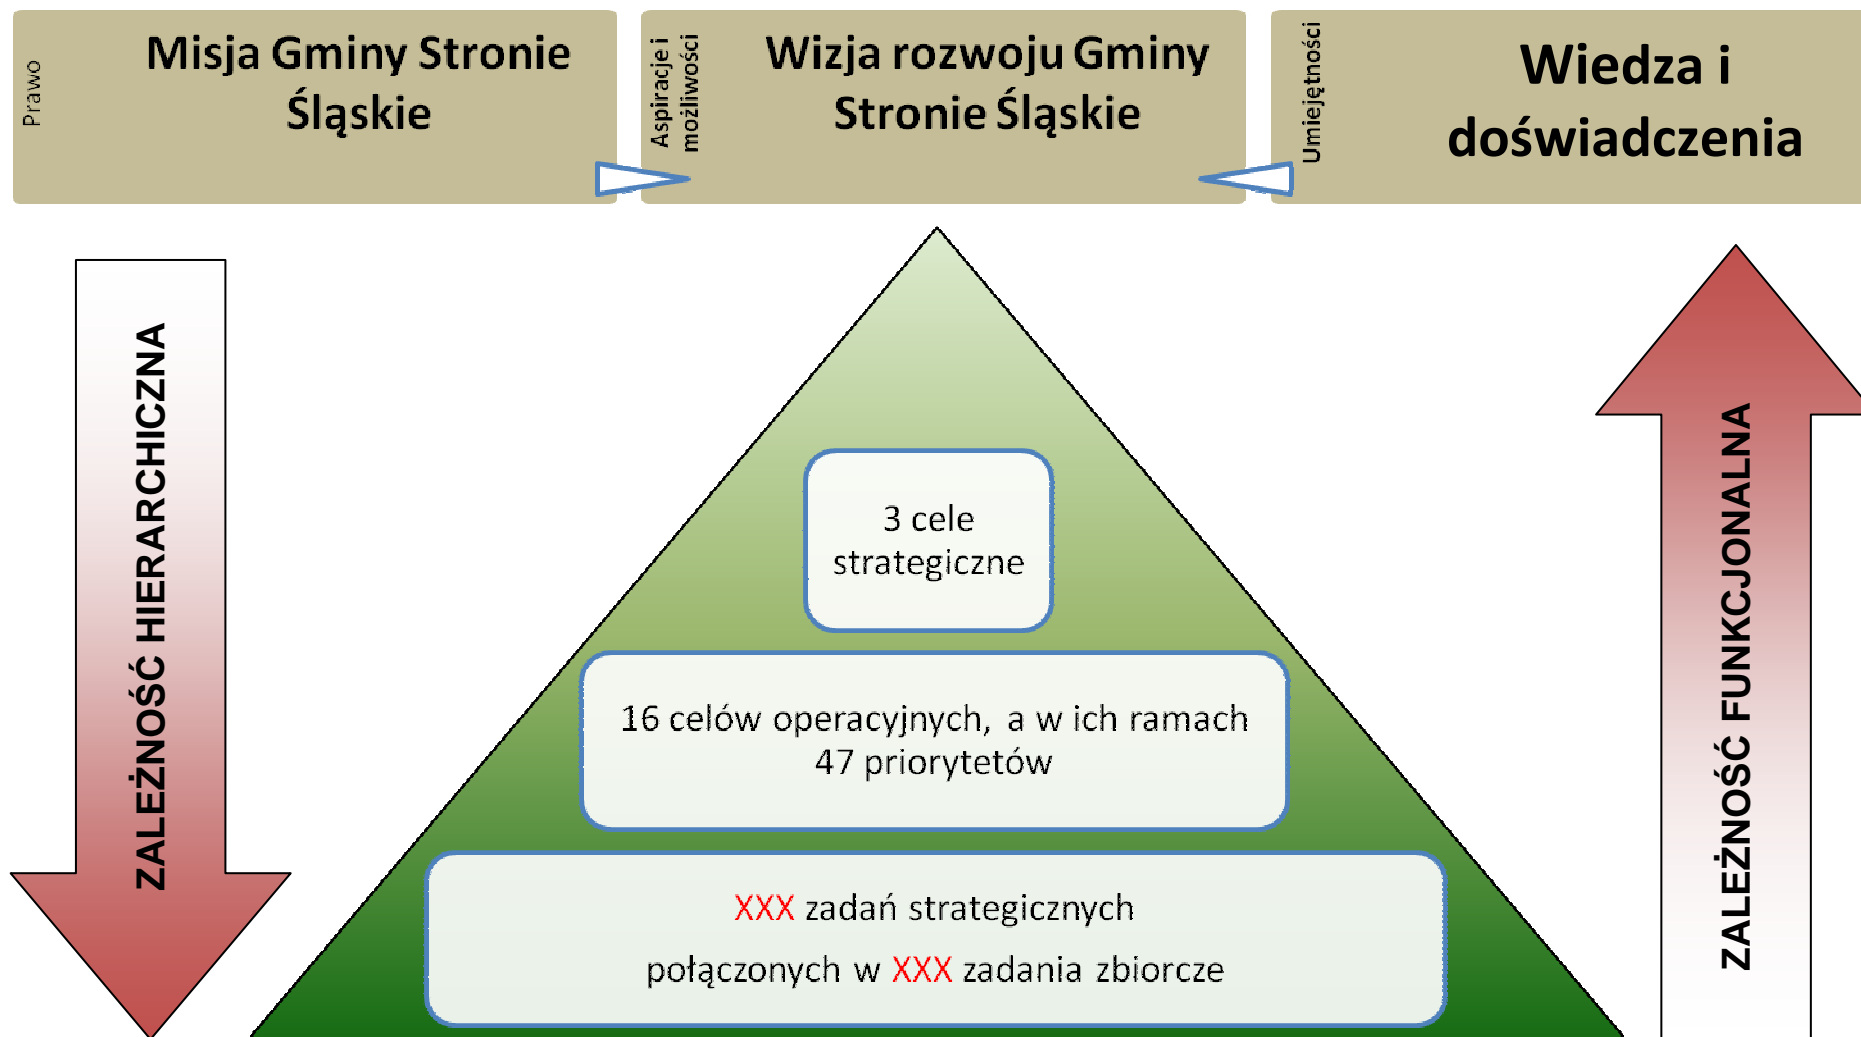 Prawo
Misja Gminy Stronie
Śląskie
Aspiracje i
możliwości
Wizja rozwoju Gminy
Stronie Śląskie
Umiejętności
Wiedza i
doświadczenia
ZALEŻNOŚĆ HIERARCHICZNA
3 cele
strategiczne
16 celów operacyjnych, a w ich ramach
47 priorytetów
XXX zadań strategicznych
połączonych w XXX zadania zbiorcze
ZALEŻNOŚĆ FUNKCJONALNA